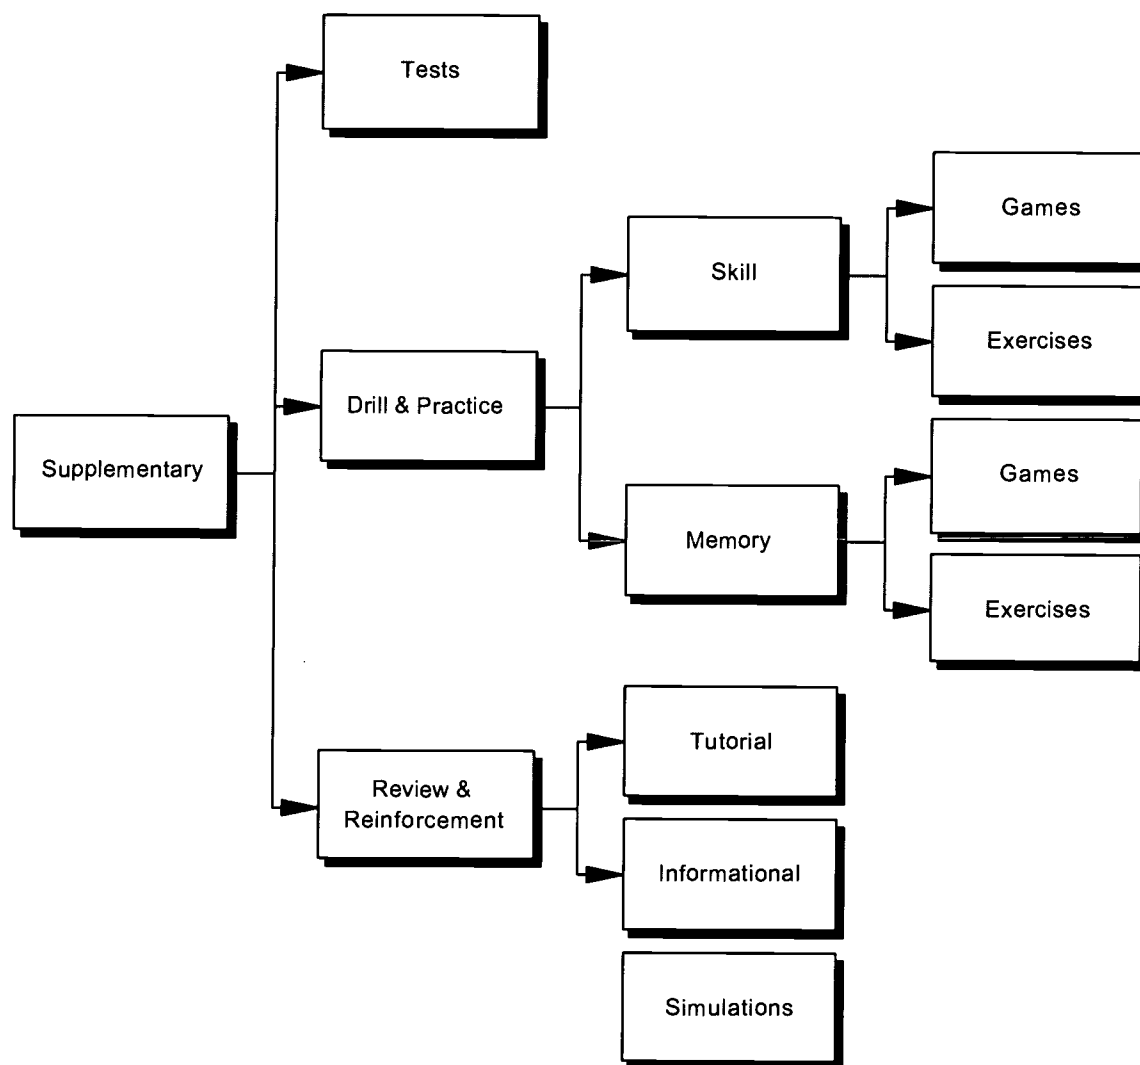 Tests
Games
Skill
Exercises
Drill & Practice
Games
Supplementary
Memory
Exercises
Tutorial
Review &
Reinforcement
Informational
Simulations